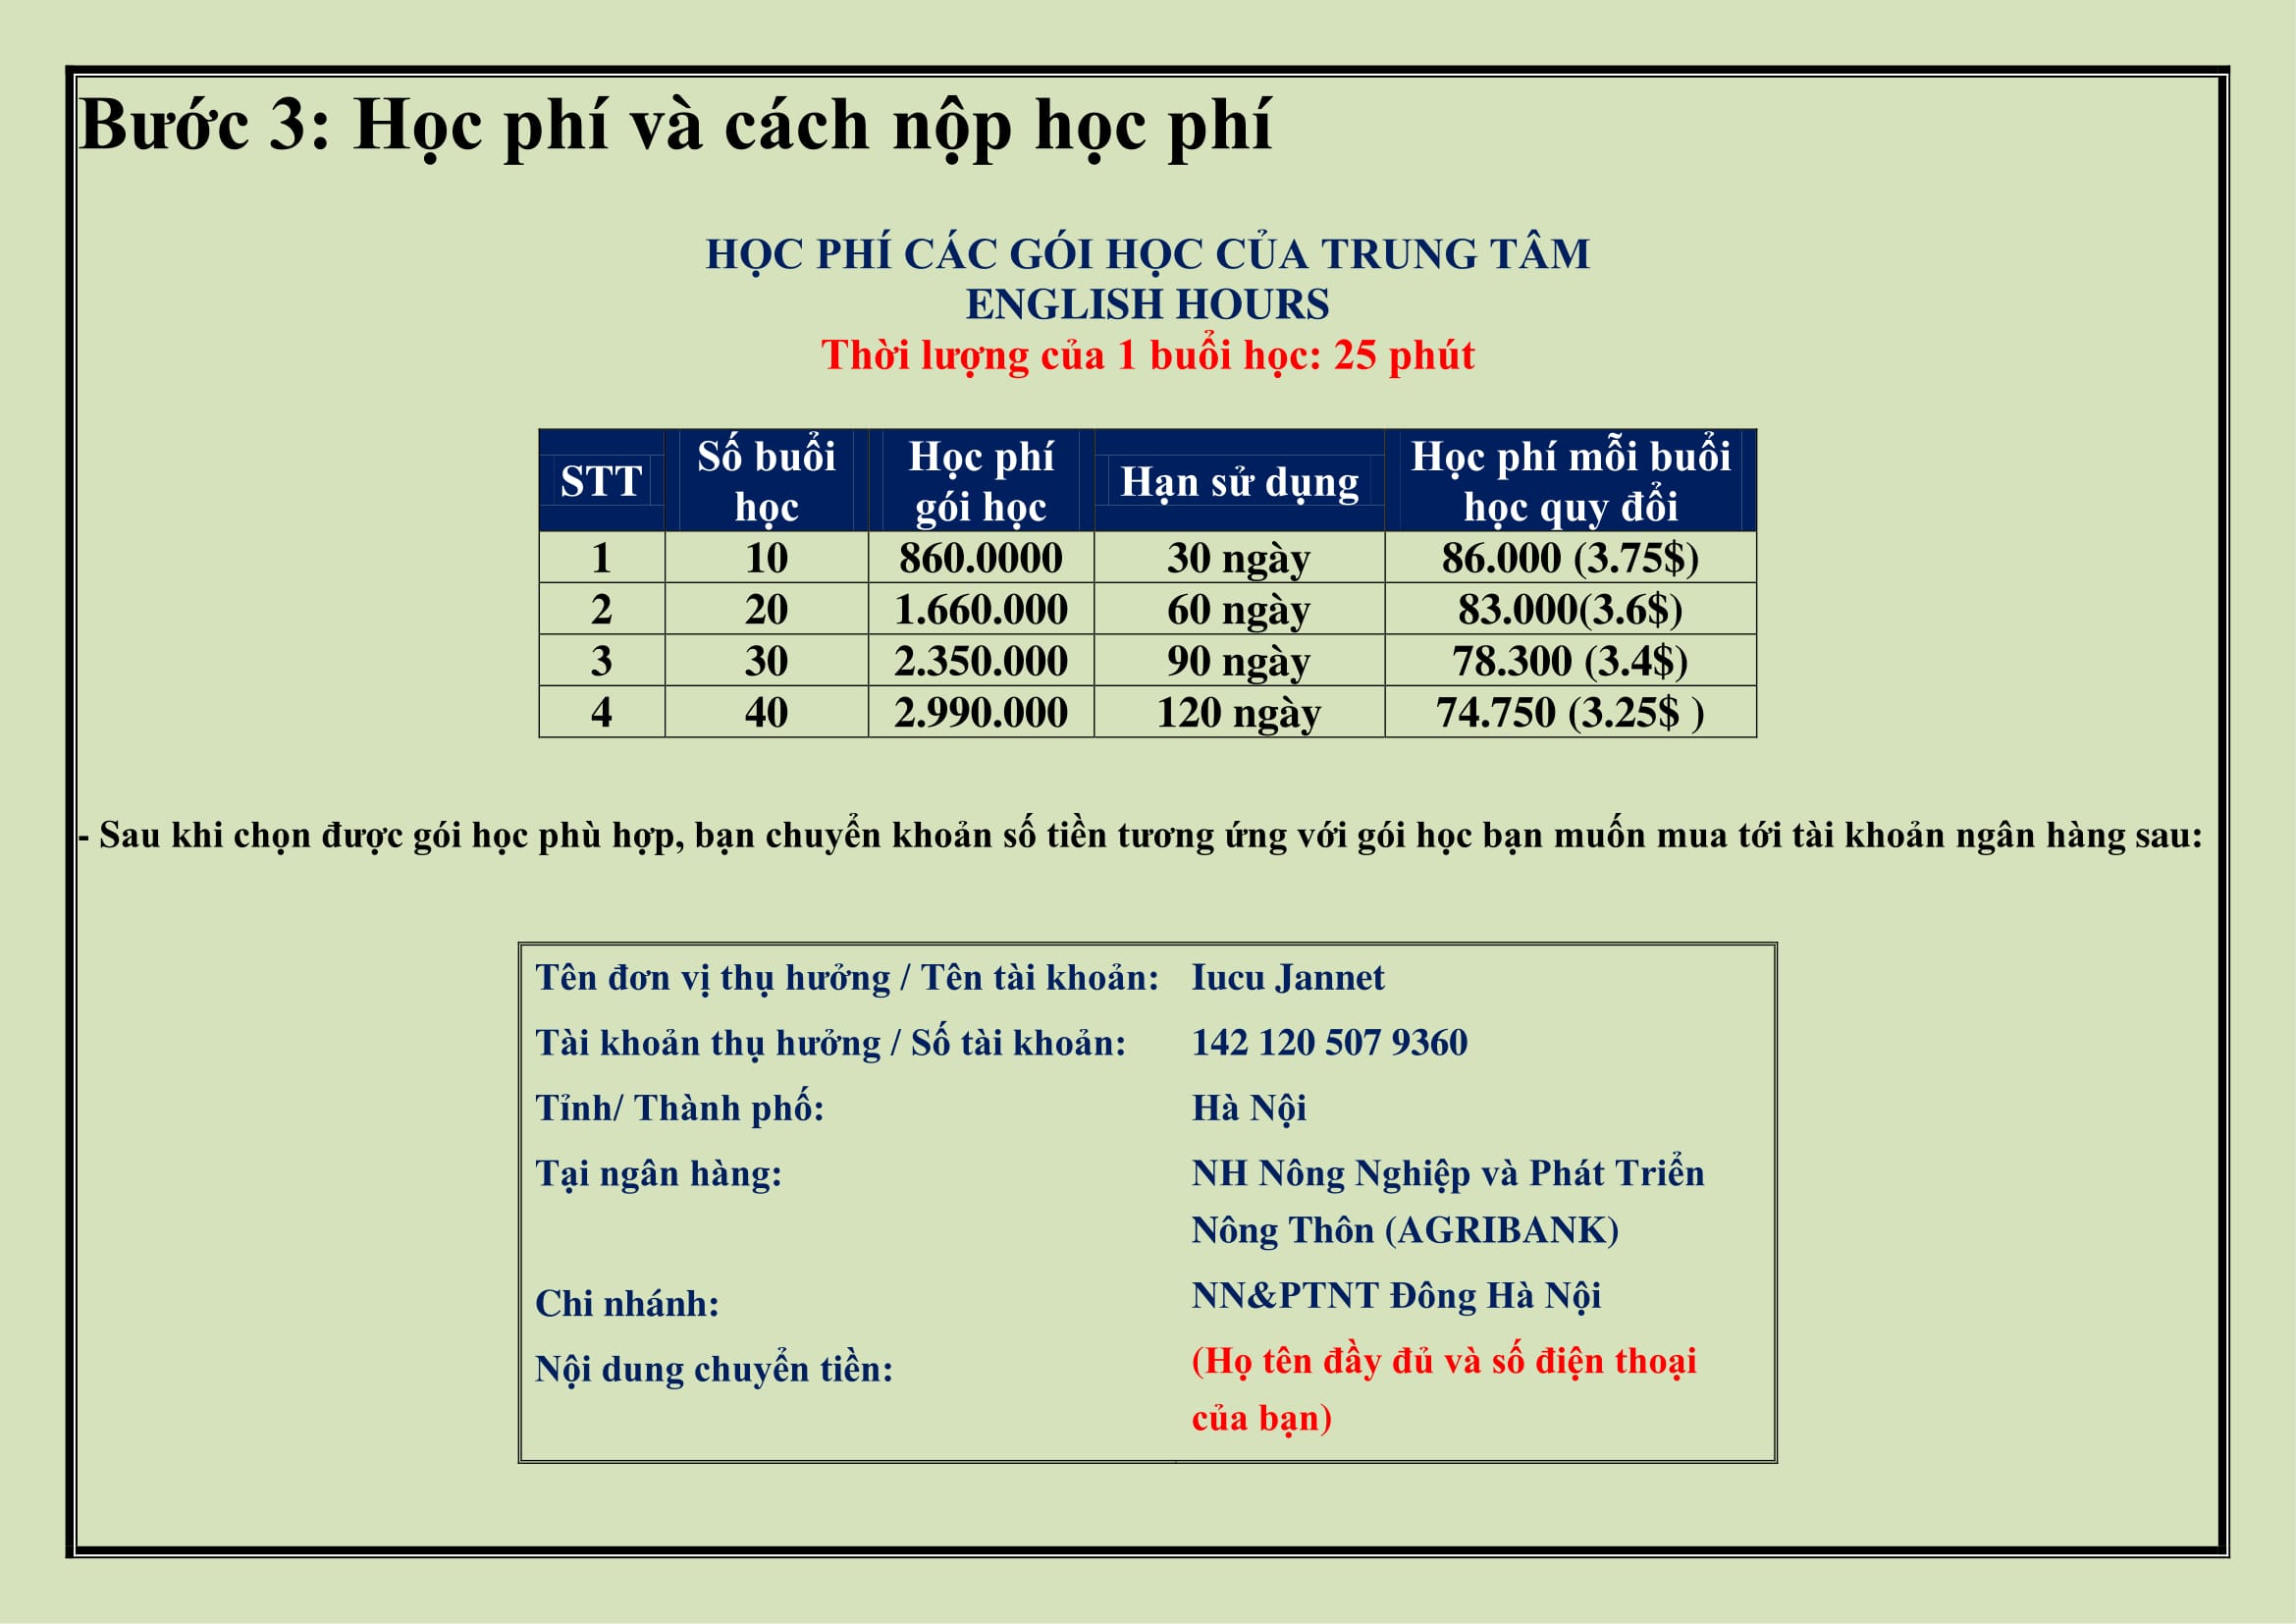 Bước 3: Học phí và cách nộp học phí
HỌC PHÍ CÁC GÓI HỌC CỦA TRUNG TÂM
ENGLISH HOURS
Thời lượng của 1 buổi học: 25 phút
STT Số buổi học Học phí gói học Hạn sử dụng Học phí mỗi buổi học quy đổi
1 10 860.0000 30 ngày 86.000 (3.75$)
2 20 1.660.000 60 ngày 83.000(3.6$)
3 30 2.350.000 90 ngày 78.300 (3.4$)
4 40 2.990.000 120 ngày 74.750 (3.25$ )
- Sau khi chọn được gói học phù hợp, bạn chuyển khoản số tiền tương ứng với gói học bạn muốn mua tới tài khoản ngân hàng sau:
Tên đơn vị thụ hưởng / Tên tài khoản: Iucu Jannet
Tài khoản thụ hưởng / Số tài khoản: 142 120 507 9360
Tỉnh/ Thành phố: Hà Nội
Tại ngân hàng: NH Nông Nghiệp và Phát Triển
Nông Thôn (AGRIBANK)
Chi nhánh: NN&PTNT Đông Hà Nội
Nội dung chuyển tiền: (Họ tên đầy đủ và số điện thoại
của bạn)